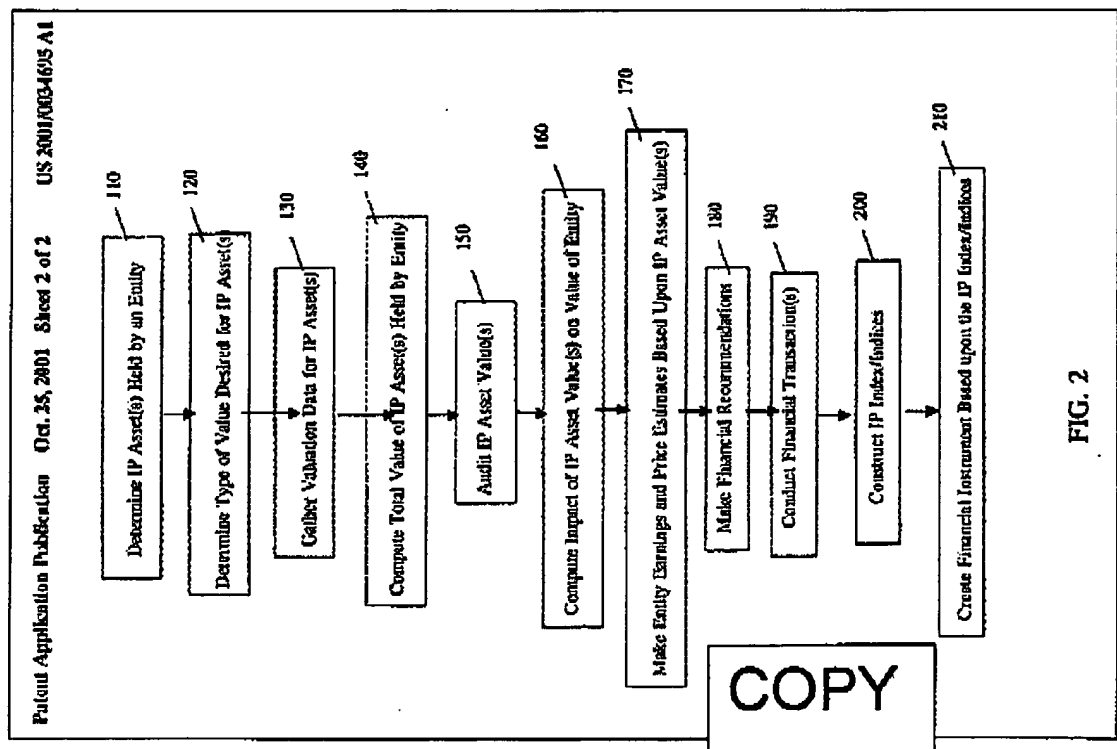 Patent Application Publication Oct. 25, 2001 Sheet 2 of 2 US 2001/0034695 A1
110
Determine IP Asset(s) Held by an Entity
120
Determine Type of Value Desired for IP Asset(s)
130
Gather Valuation Data for IP Asset(s)
140
Compute Total Value of IP Asset(s) Held by Entity
150
Audit IP Asset Value(s)
160
Compute Impact of IP Asset Value(s) on Value of Entity
170
Make Entity Earnings and Price Estimates Based Upon IP Asset Value(s)
180
Make Financial Recommendations
190
Conduct Financial Transaction(s)
200
Construct IP Index/Indices
210
Create Financial Instrument Based upon the IP Index/Indices
FIG. 2
COPY